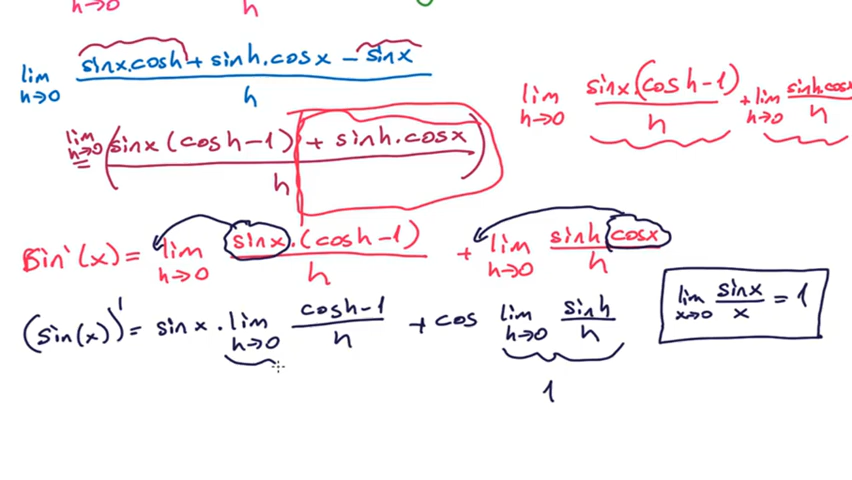 h→0 h
lim sinx.cosh + sinh.cosx − sinx
h→0 h
lim sinx.(cosh−1) + lim sinh.cosx
h→0 h h→0 h
lim (sinx(cosh−1) + sinh.cosx)
h→0 h
sin'(x) = lim sinx.(cosh−1) + lim sinh cosx
h→0 h h→0 h
(sin(x))' = sinx . lim cosh−1 + cos lim sinh
h→0 h h→0 h
lim sinx = 1
x→0 x
1